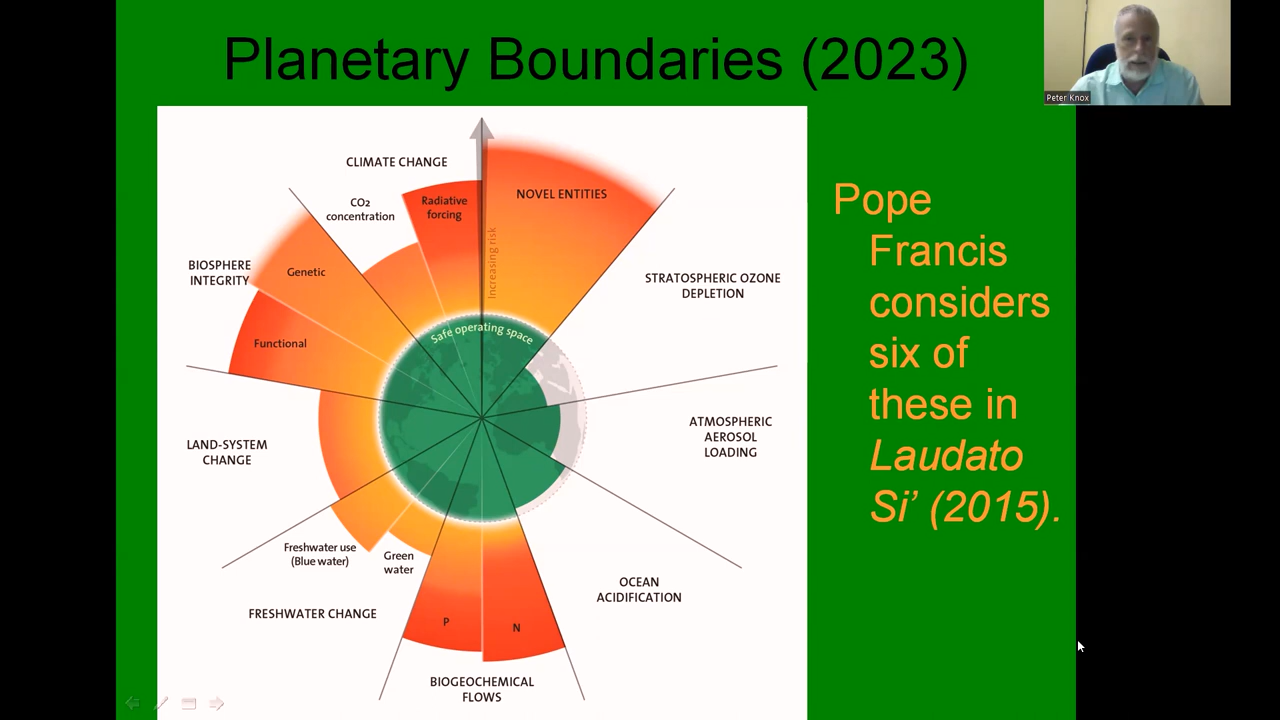 Planetary Boundaries (2023)
Peter Knox
CLIMATE CHANGE
CO2
concentration
Radiative
forcing
NOVEL ENTITIES
Increasing risk
BIOSPHERE
INTEGRITY
Genetic
Functional
STRATOSPHERIC OZONE
DEPLETION
Safe operating space
LAND-SYSTEM
CHANGE
ATMOSPHERIC
AEROSOL
LOADING
Freshwater use
(Blue water)
Green
water
FRESHWATER CHANGE
OCEAN
ACIDIFICATION
P
N
BIOGEOCHEMICAL
FLOWS
Pope
Francis
considers
six of
these in
Laudato
Si’ (2015).